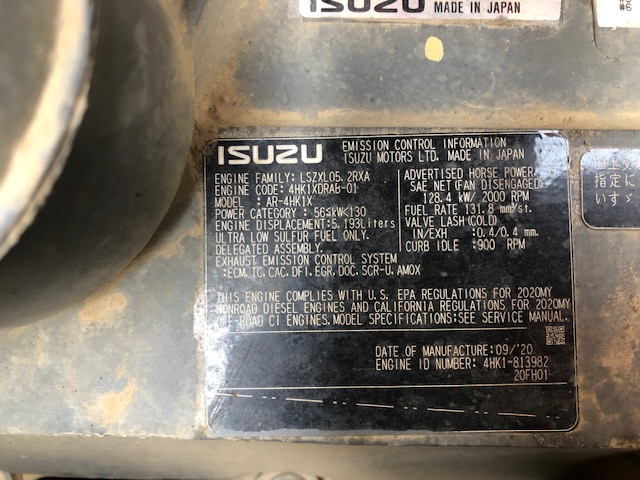 ISUZU MADE IN JAPAN
ISUZU EMISSION CONTROL INFORMATION
ISUZU MOTORS LTD. MADE IN JAPAN
ENGINE FAMILY: LSZXL05.2RXA
ENGINE CODE: 4HK1XDRAB-01
MODEL : AR-4HK1X
POWER CATEGORY : 56≤kW<130
ENGINE DISPLACEMENT: 5.193Liters
ULTRA LOW SULFUR FUEL ONLY.
DELEGATED ASSEMBLY.
EXHAUST EMISSION CONTROL SYSTEM
:ECM,TC,CAC,DFI,EGR,DOC,SCR-U,AMOX
ADVERTISED HORSE POWER
SAE NET(FAN DISENGAGED)
128.4 kW/ 2000 RPM
FUEL RATE 131.8 mm³/st.
VALVE LASH(COLD)
IN/EXH :0.4/0.4 mm.
CURB IDLE :900 RPM
THIS ENGINE COMPLIES WITH U.S. EPA REGULATIONS FOR 2020MY
NONROAD DIESEL ENGINES AND CALIFORNIA REGULATIONS FOR 2020MY
OFF-ROAD CI ENGINES. MODEL SPECIFICATIONS:SEE SERVICE MANUAL.
DATE OF MANUFACTURE:09/'20
ENGINE ID NUMBER: 4HK1-813982
20FH01
指定に
いすゞ